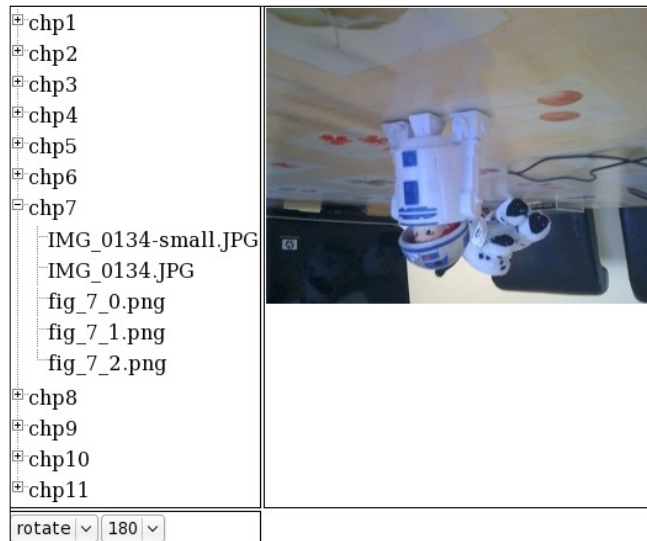 chp1
chp2
chp3
chp4
chp5
chp6
chp7
IMG_0134-small.JPG
IMG_0134.JPG
fig_7_0.png
fig_7_1.png
fig_7_2.png
chp8
chp9
chp10
chp11
rotate 180